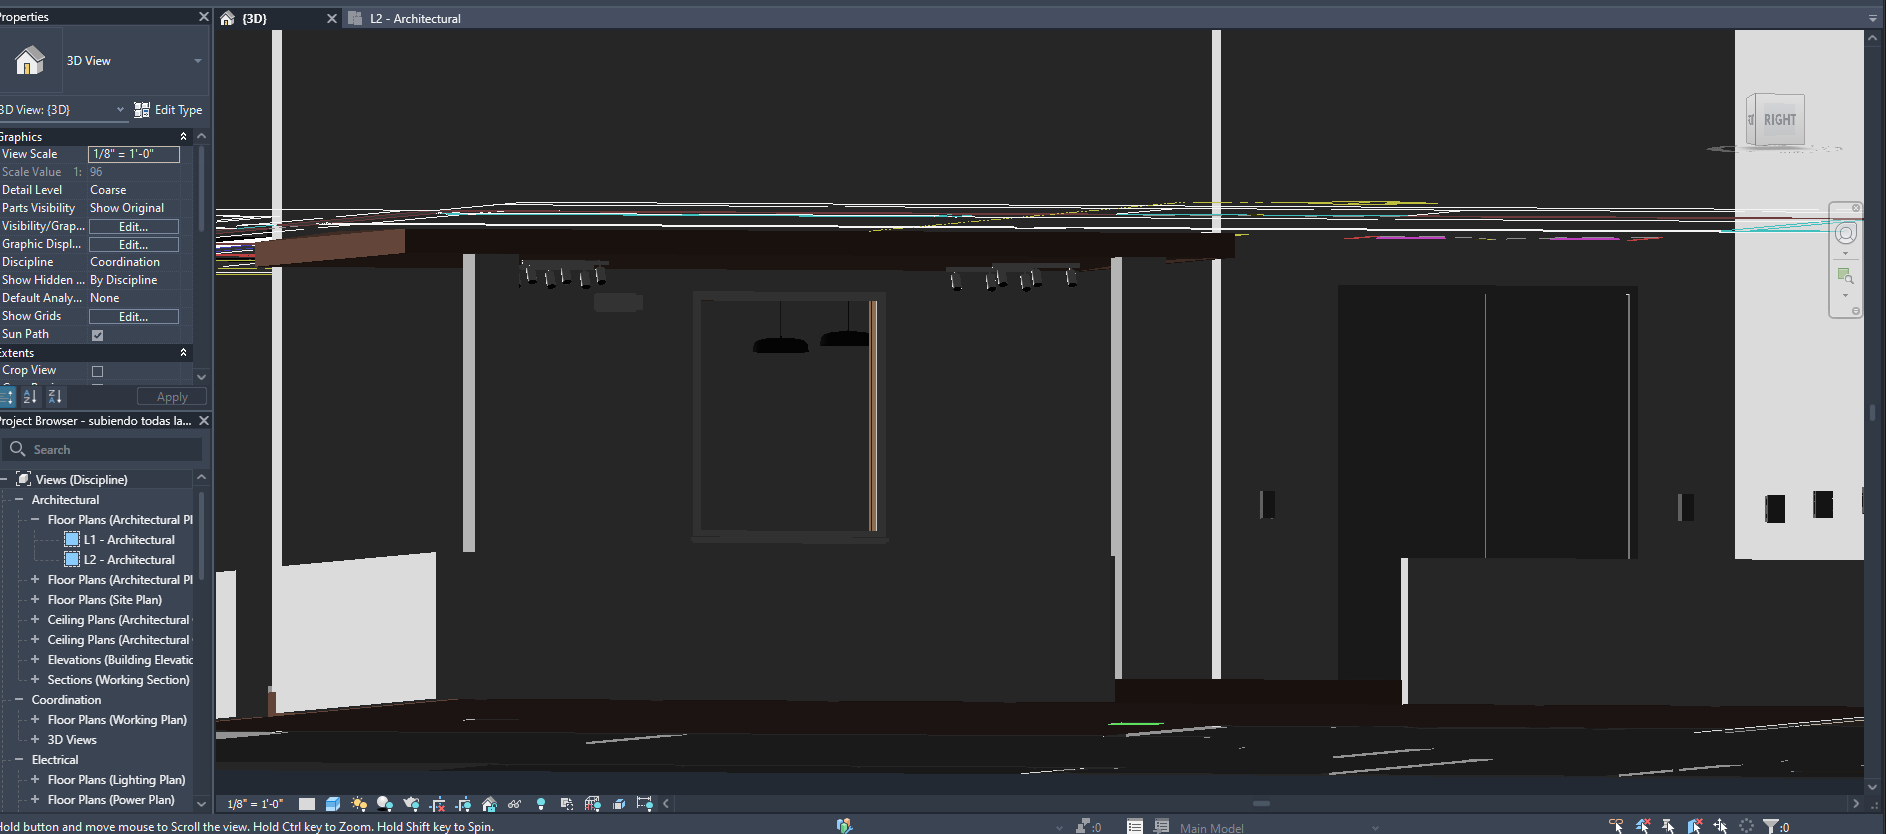 Properties
{3D}
L2 - Architectural
3D View
3D View: {3D}
Edit Type
Graphics
View Scale 1/8" = 1'-0"
Scale Value 1: 96
Detail Level Coarse
Parts Visibility Show Original
Visibility/Grap... Edit...
Graphic Displ... Edit...
Discipline Coordination
Show Hidden ... By Discipline
Default Analy... None
Show Grids Edit...
Sun Path
Extents
Crop View
Apply
Project Browser - subiendo todas la...
Search
Views (Discipline)
Architectural
Floor Plans (Architectural Pl
L1 - Architectural
L2 - Architectural
Floor Plans (Architectural Pl
Floor Plans (Site Plan)
Ceiling Plans (Architectural
Ceiling Plans (Architectural
Elevations (Building Elevatic
Sections (Working Section)
Coordination
Floor Plans (Working Plan)
3D Views
Electrical
Floor Plans (Lighting Plan)
Floor Plans (Power Plan)
RIGHT
1/8" = 1'-0"
Hold button and move mouse to Scroll the view. Hold Ctrl key to Zoom. Hold Shift key to Spin.
:0
Main Model
:0